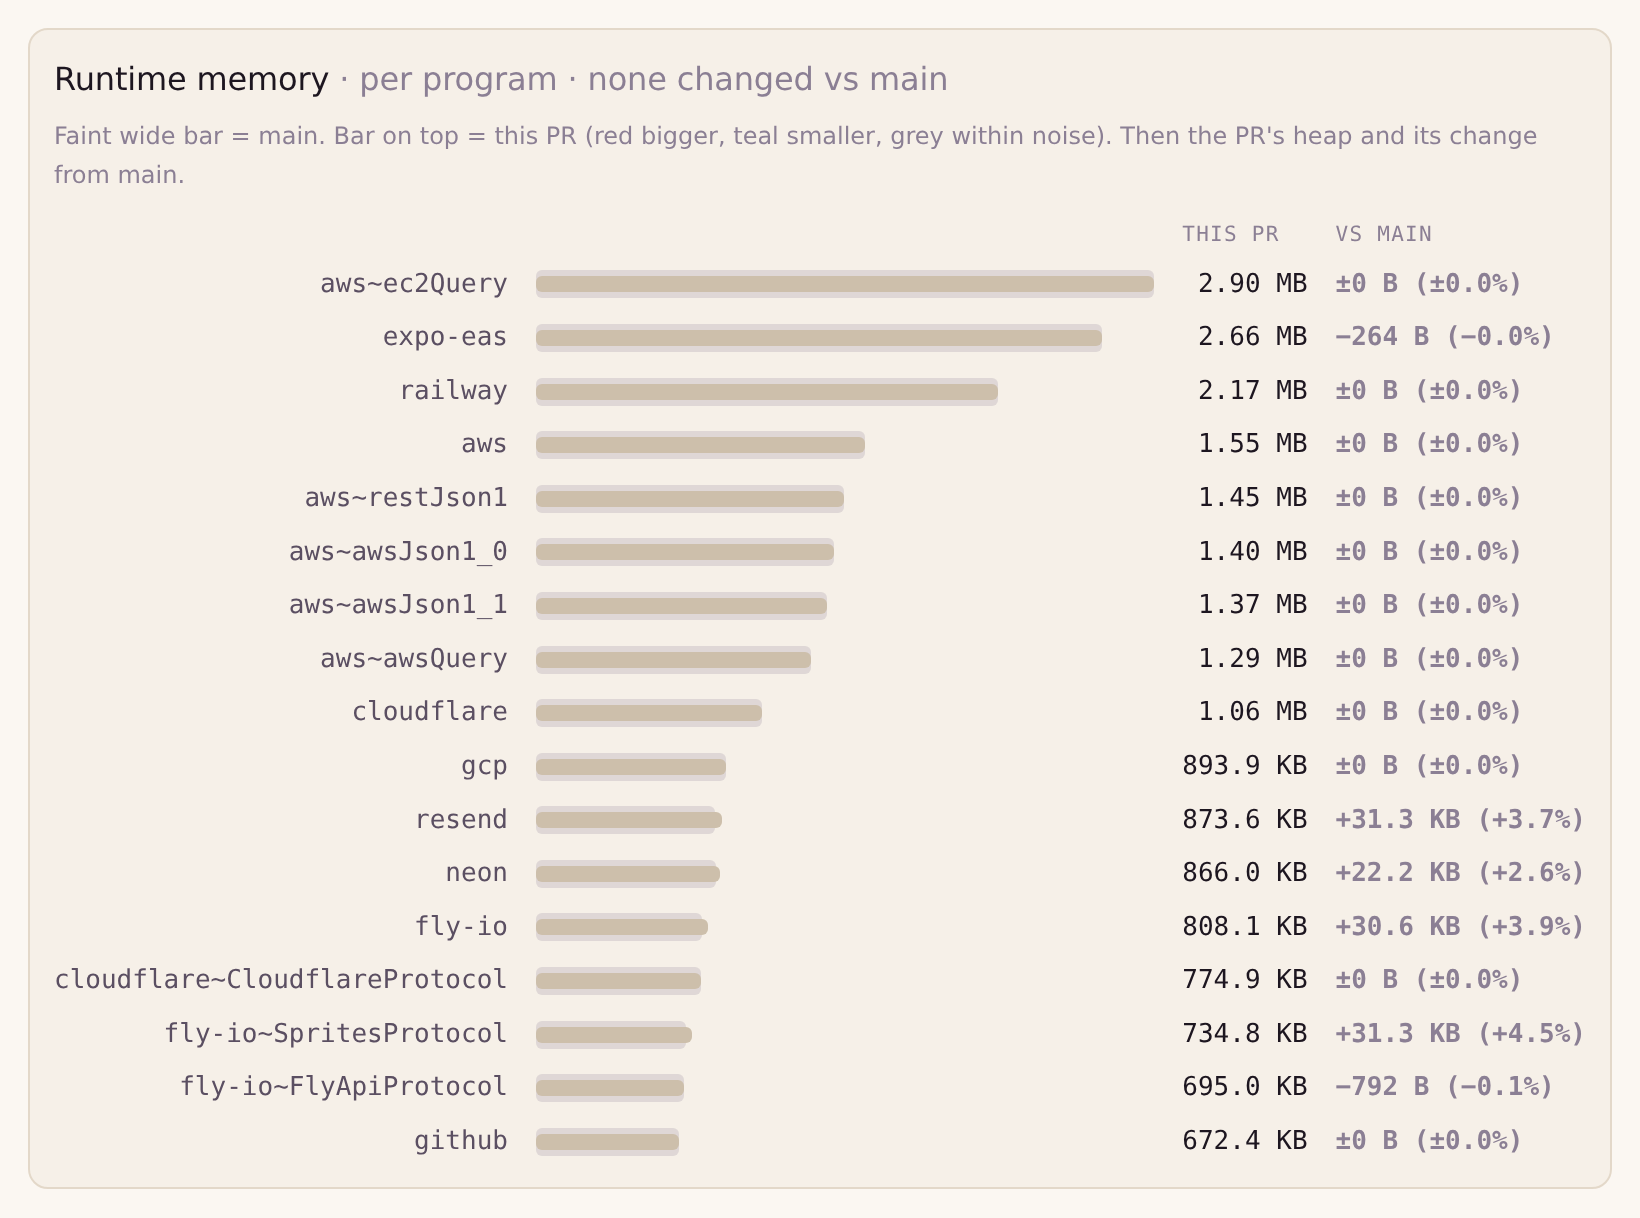 Runtime memory · per program · none changed vs main
Faint wide bar = main. Bar on top = this PR (red bigger, teal smaller, grey within noise). Then the PR's heap and its change
from main.
THIS PR VS MAIN
aws~ec2Query 2.90 MB ±0 B (±0.0%)
expo-eas 2.66 MB −264 B (−0.0%)
railway 2.17 MB ±0 B (±0.0%)
aws 1.55 MB ±0 B (±0.0%)
aws~restJson1 1.45 MB ±0 B (±0.0%)
aws~awsJson1_0 1.40 MB ±0 B (±0.0%)
aws~awsJson1_1 1.37 MB ±0 B (±0.0%)
aws~awsQuery 1.29 MB ±0 B (±0.0%)
cloudflare 1.06 MB ±0 B (±0.0%)
gcp 893.9 KB ±0 B (±0.0%)
resend 873.6 KB +31.3 KB (+3.7%)
neon 866.0 KB +22.2 KB (+2.6%)
fly-io 808.1 KB +30.6 KB (+3.9%)
cloudflare~CloudflareProtocol 774.9 KB ±0 B (±0.0%)
fly-io~SpritesProtocol 734.8 KB +31.3 KB (+4.5%)
fly-io~FlyApiProtocol 695.0 KB −792 B (−0.1%)
github 672.4 KB ±0 B (±0.0%)